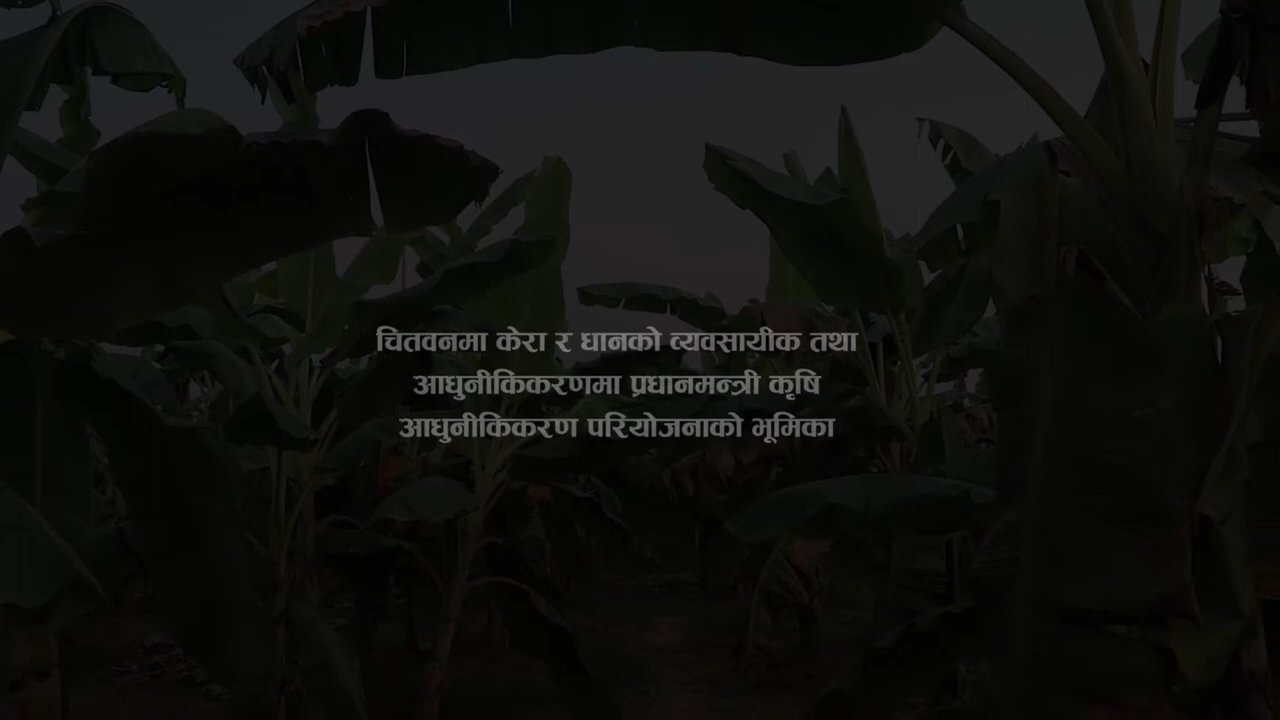 चितवनमा केरा र धानको व्यवसायीक तथा
आधुनीकिकरणमा प्रधानमन्त्री कृषि
आधुनीकिकरण परियोजनाको भूमिका